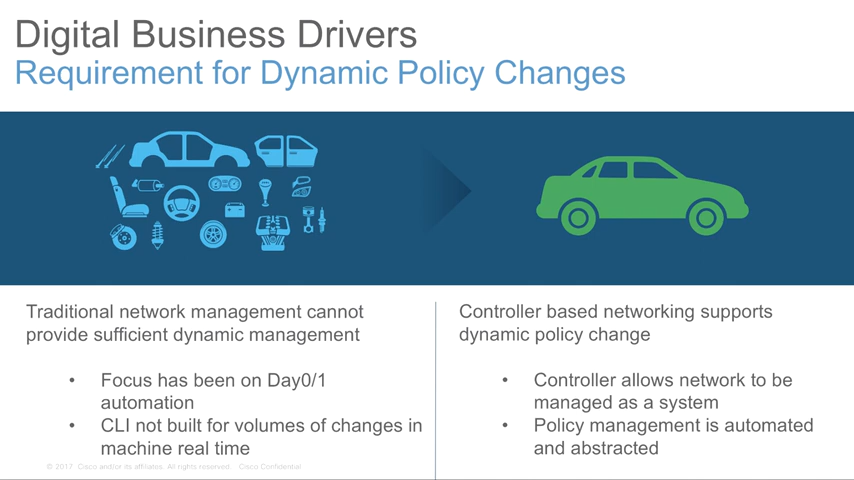 Digital Business Drivers
Requirement for Dynamic Policy Changes
Traditional network management cannot
provide sufficient dynamic management
• Focus has been on Day0/1
automation
• CLI not built for volumes of changes in
machine real time
© 2017 Cisco and/or its affiliates. All rights reserved. Cisco Confidential
Controller based networking supports
dynamic policy change
• Controller allows network to be
managed as a system
• Policy management is automated
and abstracted